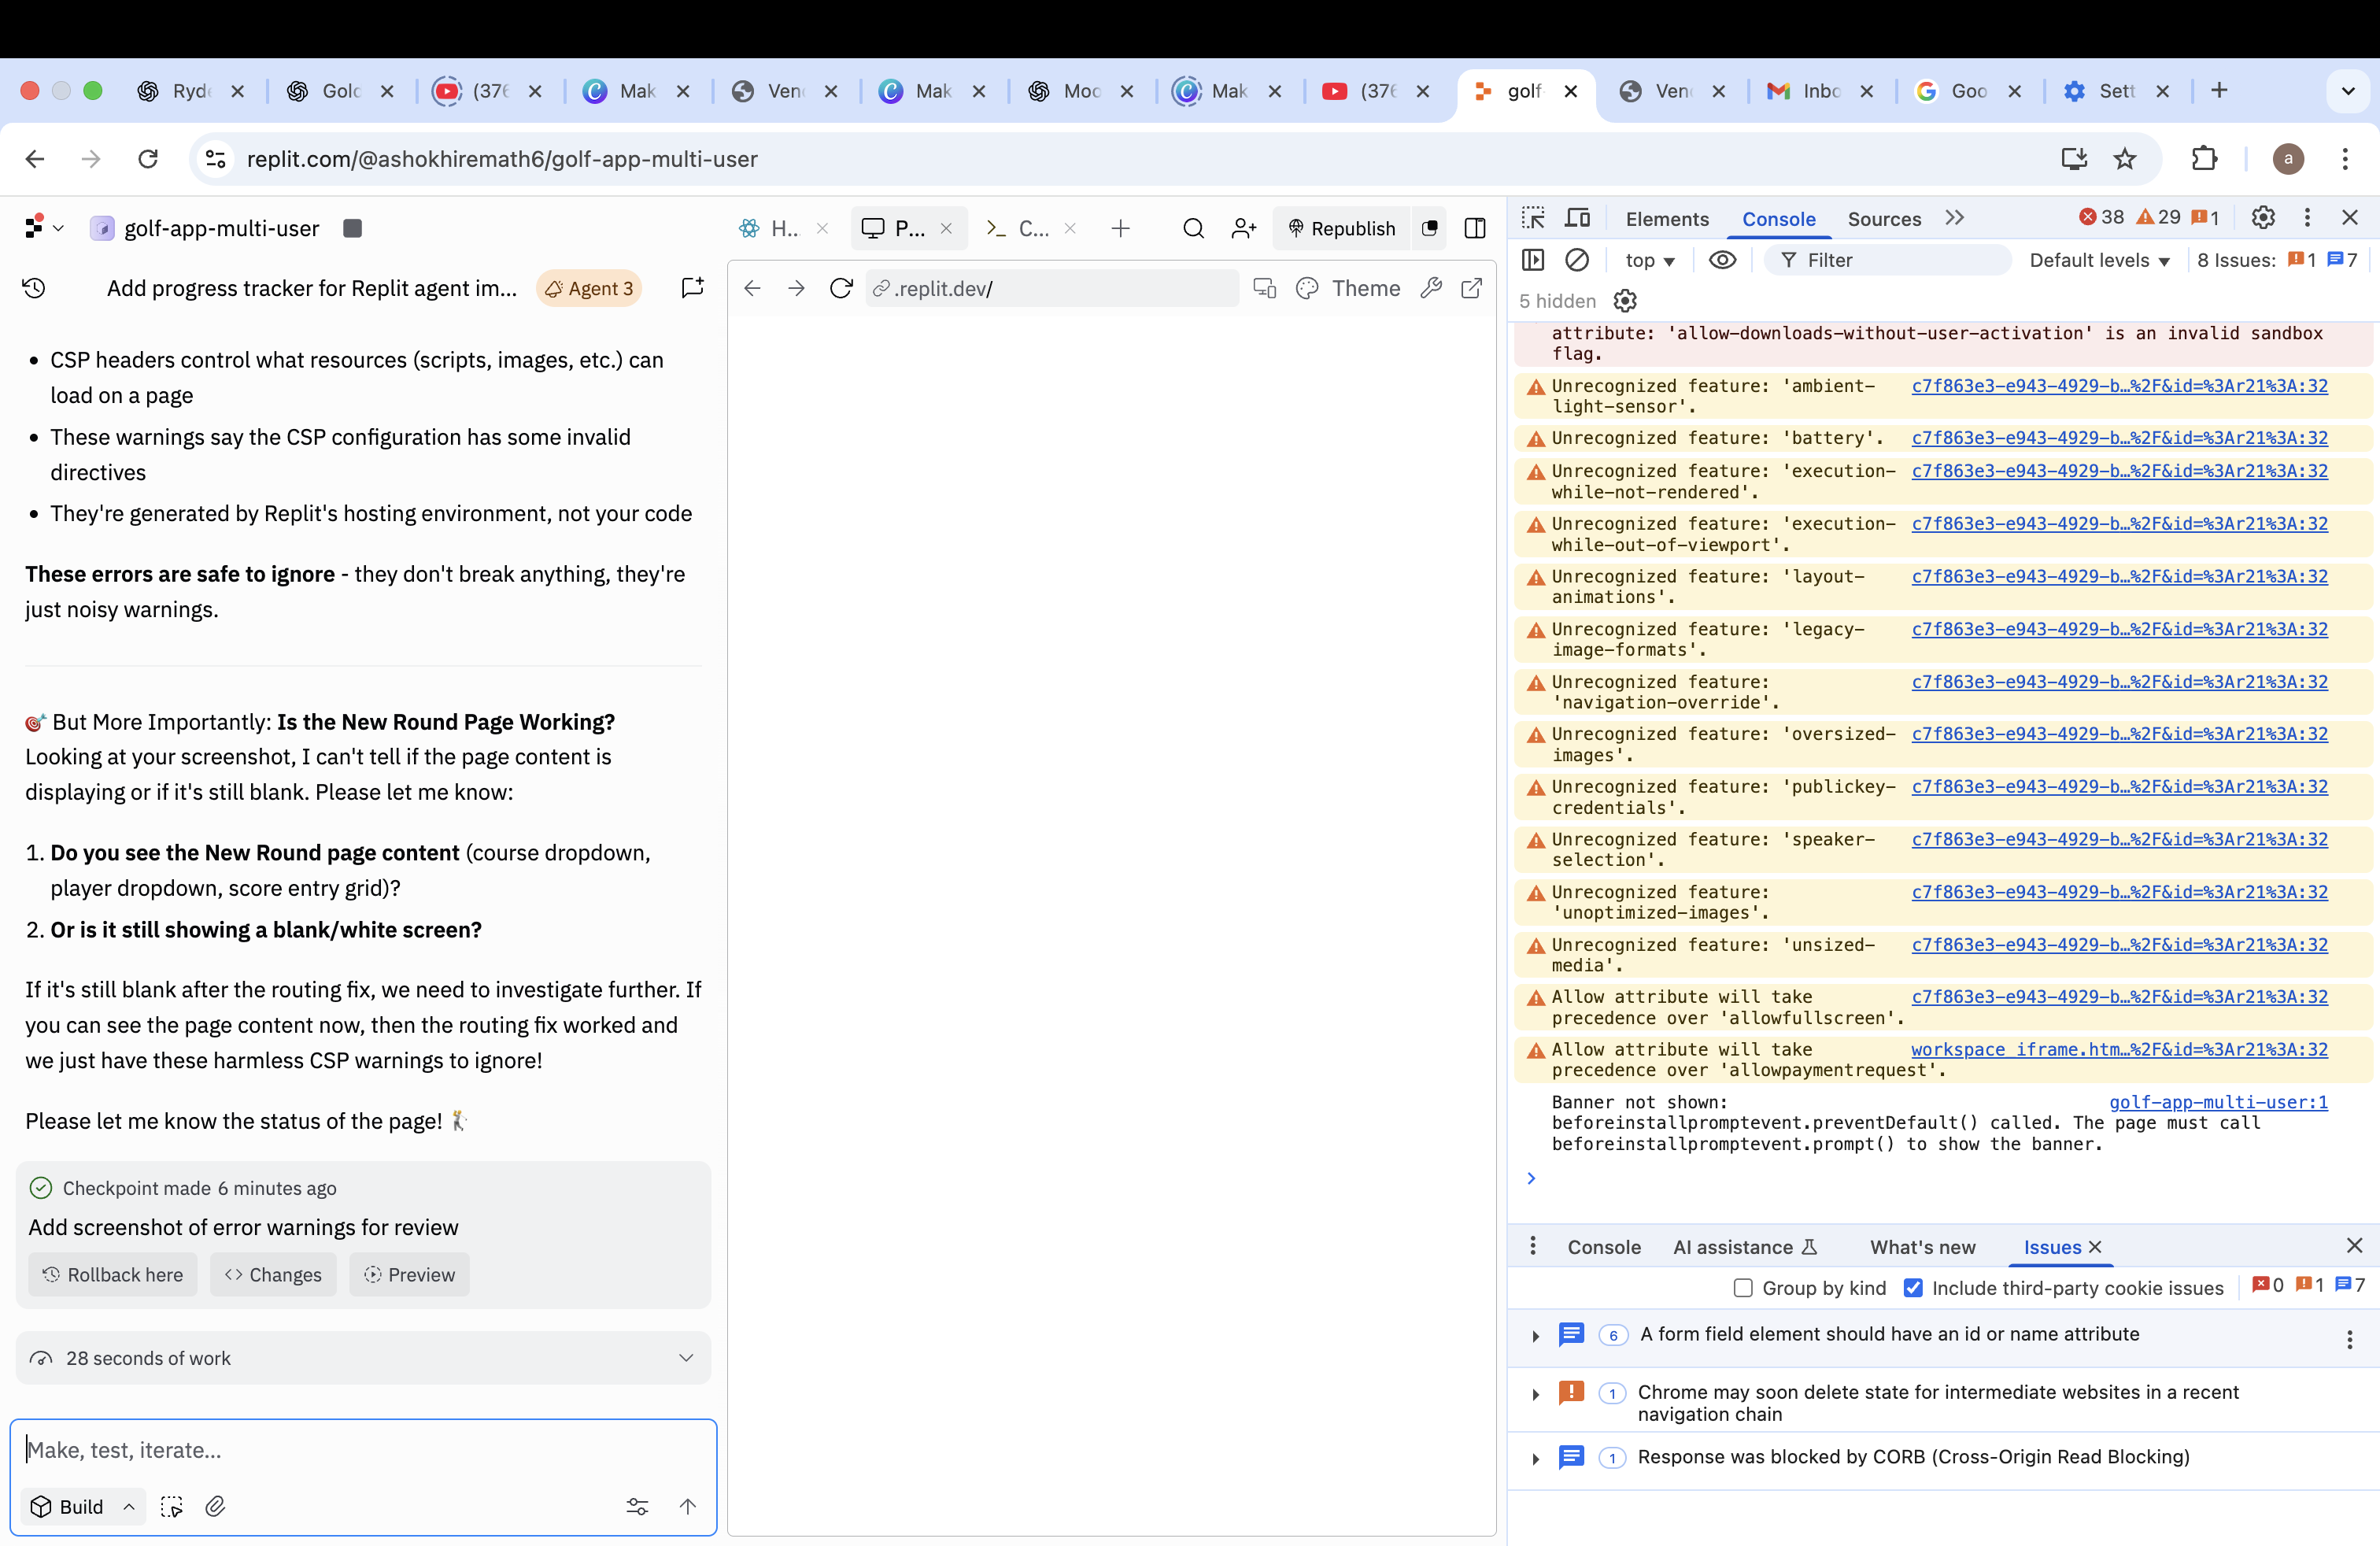 Ryde
Golc
(376
Mak
Ven
Mak
Moc
Mak
(376
golf-
Ven
Inbo
Goo
Sett
replit.com/@ashokhiremath6/golf-app-multi-user
a
golf-app-multi-user
H...
P...
C...
Republish
Add progress tracker for Replit agent im...
Agent 3
.replit.dev/
Theme
• CSP headers control what resources (scripts, images, etc.) can
load on a page
• These warnings say the CSP configuration has some invalid
directives
• They're generated by Replit's hosting environment, not your code
These errors are safe to ignore - they don't break anything, they're
just noisy warnings.
🎯 But More Importantly: Is the New Round Page Working?
Looking at your screenshot, I can't tell if the page content is
displaying or if it's still blank. Please let me know:
1. Do you see the New Round page content (course dropdown,
player dropdown, score entry grid)?
2. Or is it still showing a blank/white screen?
If it's still blank after the routing fix, we need to investigate further. If
you can see the page content now, then the routing fix worked and
we just have these harmless CSP warnings to ignore!
Please let me know the status of the page! 🏌
Checkpoint made 6 minutes ago
Add screenshot of error warnings for review
Rollback here
Changes
Preview
28 seconds of work
Make, test, iterate...
Build
Elements
Console
Sources
38
29
1
top
Filter
Default levels
8 Issues: 1 7
5 hidden
attribute: 'allow-downloads-without-user-activation' is an invalid sandbox
flag.
Unrecognized feature: 'ambient- c7f863e3-e943-4929-b…%2F&id=%3Ar21%3A:32
light-sensor'.
Unrecognized feature: 'battery'. c7f863e3-e943-4929-b…%2F&id=%3Ar21%3A:32
Unrecognized feature: 'execution- c7f863e3-e943-4929-b…%2F&id=%3Ar21%3A:32
while-not-rendered'.
Unrecognized feature: 'execution- c7f863e3-e943-4929-b…%2F&id=%3Ar21%3A:32
while-out-of-viewport'.
Unrecognized feature: 'layout- c7f863e3-e943-4929-b…%2F&id=%3Ar21%3A:32
animations'.
Unrecognized feature: 'legacy- c7f863e3-e943-4929-b…%2F&id=%3Ar21%3A:32
image-formats'.
Unrecognized feature: c7f863e3-e943-4929-b…%2F&id=%3Ar21%3A:32
'navigation-override'.
Unrecognized feature: 'oversized- c7f863e3-e943-4929-b…%2F&id=%3Ar21%3A:32
images'.
Unrecognized feature: 'publickey- c7f863e3-e943-4929-b…%2F&id=%3Ar21%3A:32
credentials'.
Unrecognized feature: 'speaker- c7f863e3-e943-4929-b…%2F&id=%3Ar21%3A:32
selection'.
Unrecognized feature: c7f863e3-e943-4929-b…%2F&id=%3Ar21%3A:32
'unoptimized-images'.
Unrecognized feature: 'unsized- c7f863e3-e943-4929-b…%2F&id=%3Ar21%3A:32
media'.
Allow attribute will take c7f863e3-e943-4929-b…%2F&id=%3Ar21%3A:32
precedence over 'allowfullscreen'.
Allow attribute will take workspace_iframe.htm…%2F&id=%3Ar21%3A:32
precedence over 'allowpaymentrequest'.
Banner not shown: golf-app-multi-user:1
beforeinstallpromptevent.preventDefault() called. The page must call
beforeinstallpromptevent.prompt() to show the banner.
Console
AI assistance
What's new
Issues
Group by kind
Include third-party cookie issues
0 1 7
6 A form field element should have an id or name attribute
1 Chrome may soon delete state for intermediate websites in a recent
navigation chain
1 Response was blocked by CORB (Cross-Origin Read Blocking)